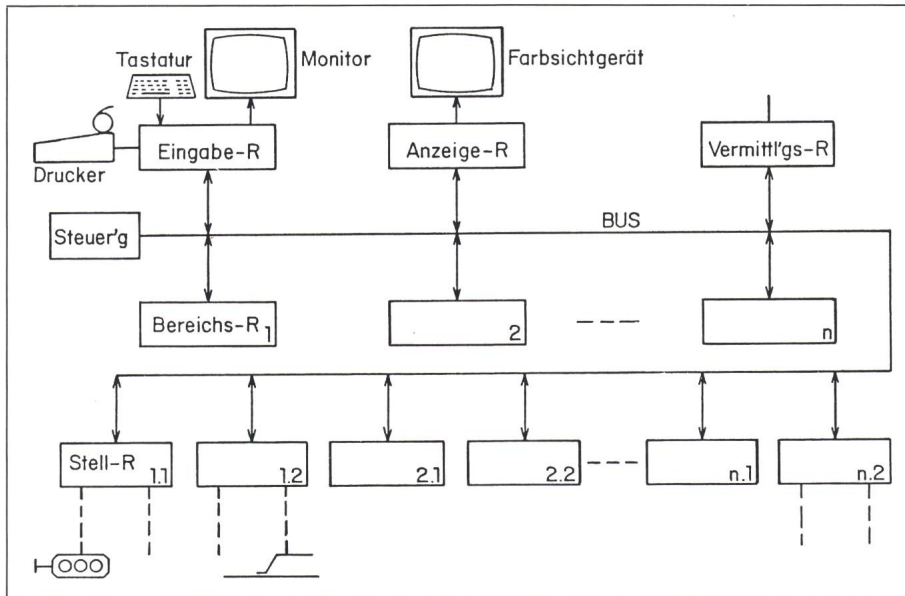 Tastatur
Monitor
Farbsichtgerät
Drucker
Eingabe-R
Anzeige-R
Vermittl'gs-R
Steuer'g
BUS
Bereichs-R 1
2
n
Stell-R 1.1
1.2
2.1
2.2
n.1
n.2